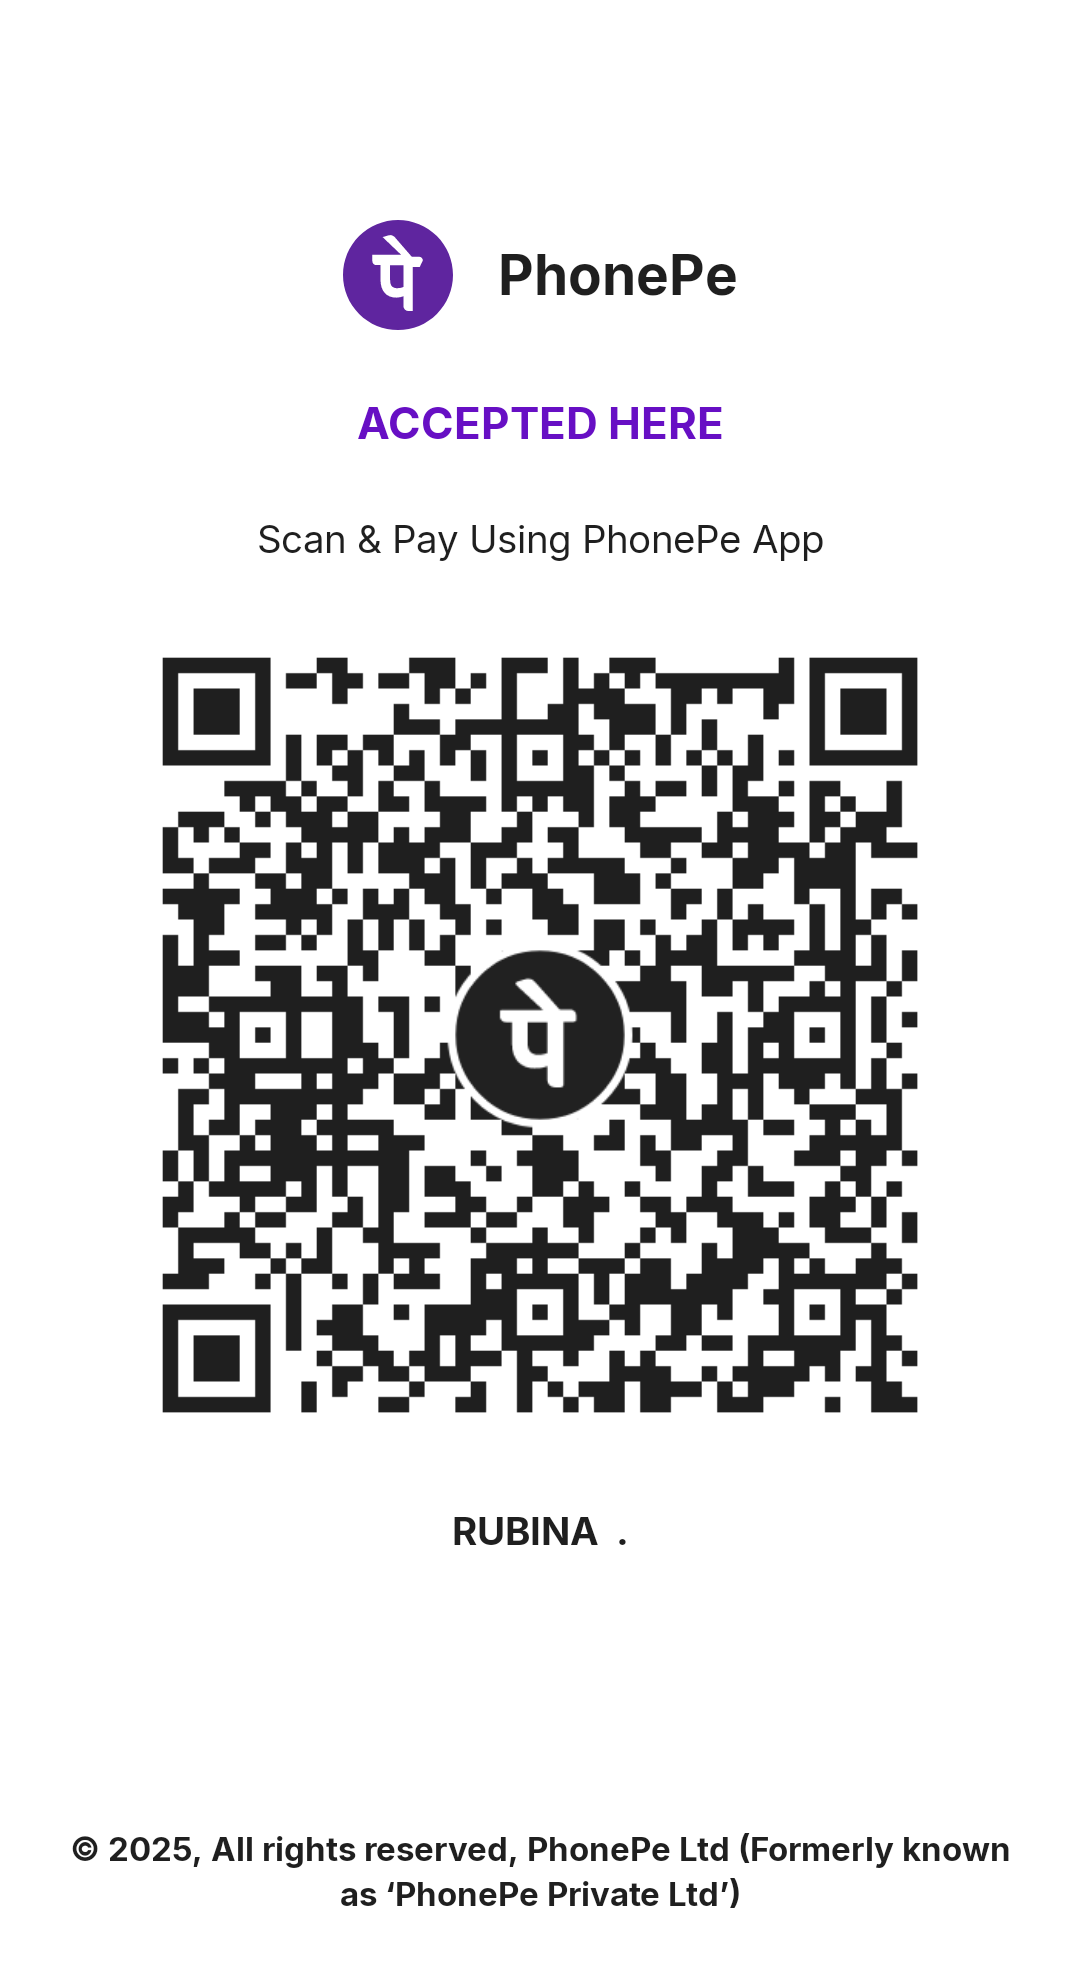 पे PhonePe
ACCEPTED HERE
Scan & Pay Using PhonePe App
पे
RUBINA  .
© 2025, All rights reserved, PhonePe Ltd (Formerly known
as ‘PhonePe Private Ltd’)